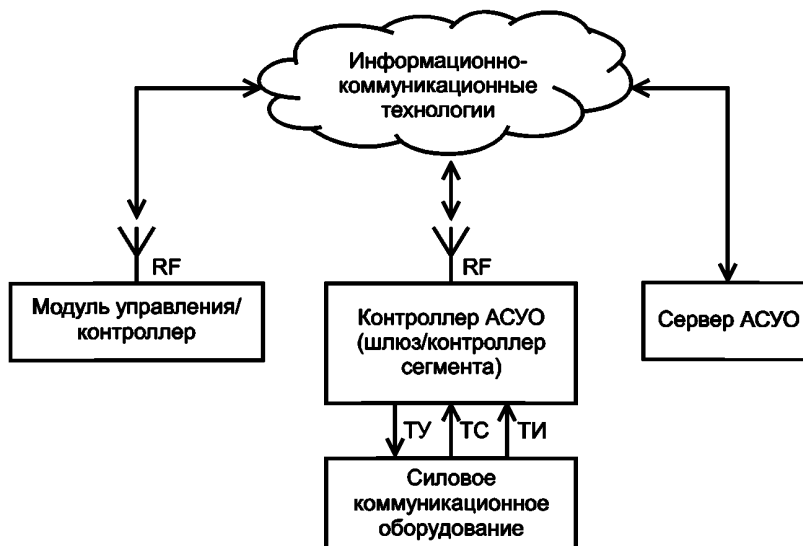 Информационно-
коммуникационные
технологии
RF
RF
Модуль управления/
контроллер
Контроллер АСУО
(шлюз/контроллер
сегмента)
Сервер АСУО
ТУ
ТС
ТИ
Силовое
коммуникационное
оборудование